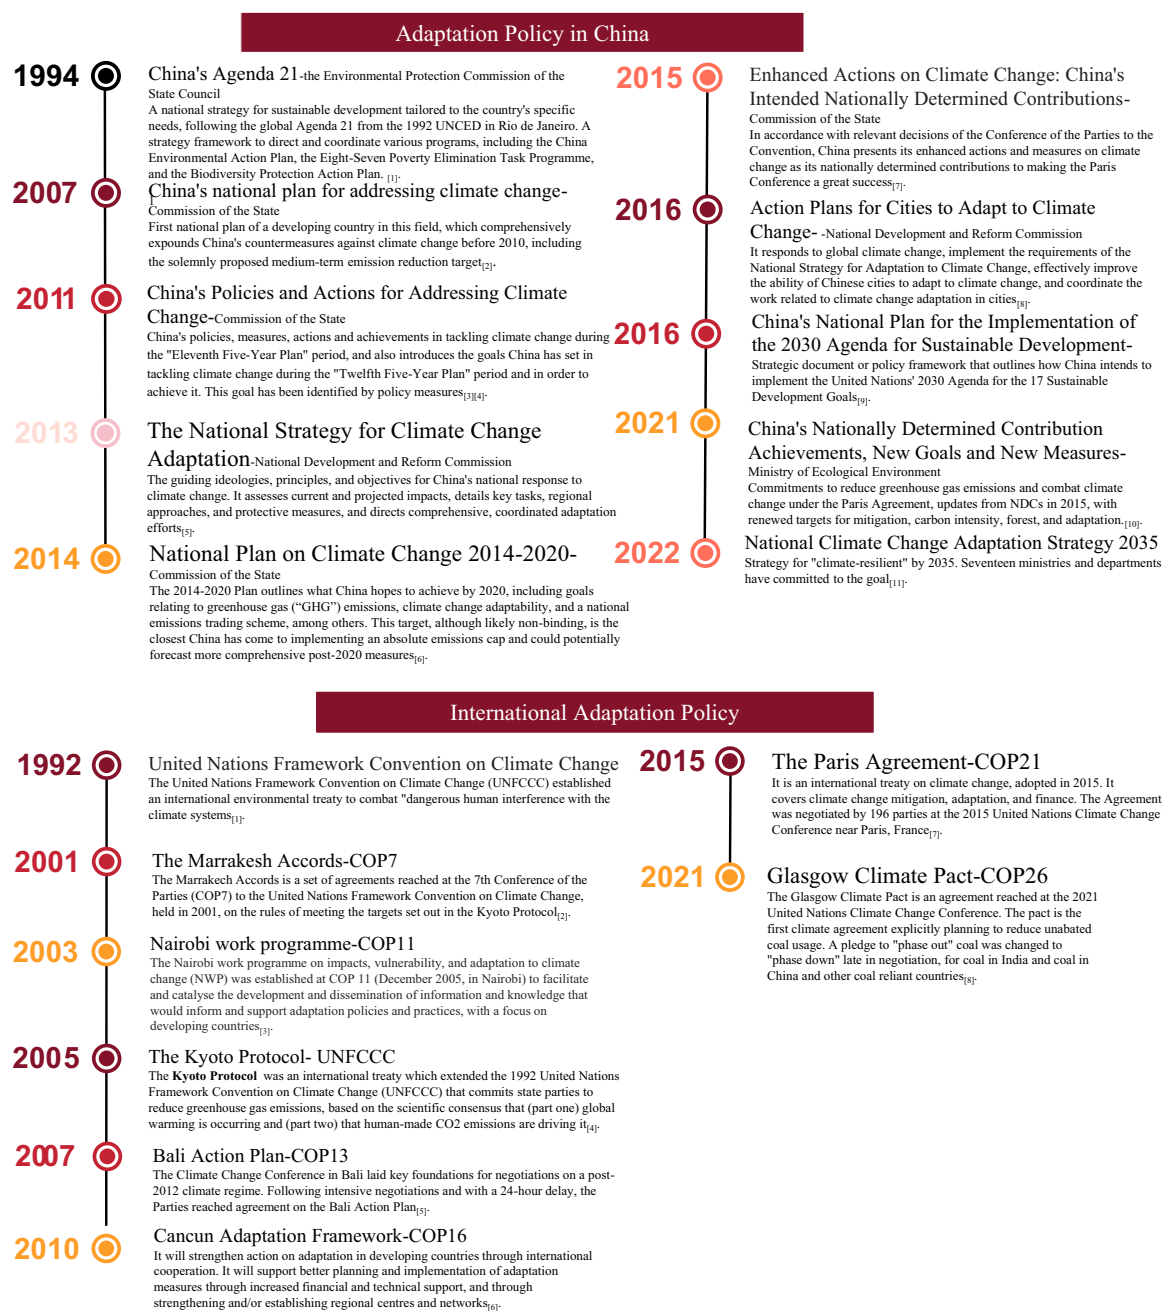 Adaptation Policy in China
1994
China's Agenda 21-the Environmental Protection Commission of the
State Council
A national strategy for sustainable development tailored to the country's specific
needs, following the global Agenda 21 from the 1992 UNCED in Rio de Janeiro. A
strategy framework to direct and coordinate various programs, including the China
Environmental Action Plan, the Eight-Seven Poverty Elimination Task Programme,
and the Biodiversity Protection Action Plan. [1].
2007
China's national plan for addressing climate change-
1
Commission of the State
First national plan of a developing country in this field, which comprehensively
expounds China's countermeasures against climate change before 2010, including
the solemnly proposed medium-term emission reduction target[2].
2011
China's Policies and Actions for Addressing Climate
Change-Commission of the State
China's policies, measures, actions and achievements in tackling climate change during
the "Eleventh Five-Year Plan" period, and also introduces the goals China has set in
tackling climate change during the "Twelfth Five-Year Plan" period and in order to
achieve it. This goal has been identified by policy measures[3][4].
2013
The National Strategy for Climate Change
Adaptation-National Development and Reform Commission
The guiding ideologies, principles, and objectives for China's national response to
climate change. It assesses current and projected impacts, details key tasks, regional
approaches, and protective measures, and directs comprehensive, coordinated adaptation
efforts[5].
2014
National Plan on Climate Change 2014-2020-
Commission of the State
The 2014-2020 Plan outlines what China hopes to achieve by 2020, including goals
relating to greenhouse gas (“GHG”) emissions, climate change adaptability, and a national
emissions trading scheme, among others. This target, although likely non-binding, is the
closest China has come to implementing an absolute emissions cap and could potentially
forecast more comprehensive post-2020 measures[6].
2015
Enhanced Actions on Climate Change: China's
Intended Nationally Determined Contributions-
Commission of the State
In accordance with relevant decisions of the Conference of the Parties to the
Convention, China presents its enhanced actions and measures on climate
change as its nationally determined contributions to making the Paris
Conference a great success[7].
2016
Action Plans for Cities to Adapt to Climate
Change- -National Development and Reform Commission
It responds to global climate change, implement the requirements of the
National Strategy for Adaptation to Climate Change, effectively improve
the ability of Chinese cities to adapt to climate change, and coordinate the
work related to climate change adaptation in cities[8].
2016
China's National Plan for the Implementation of
the 2030 Agenda for Sustainable Development-
Strategic document or policy framework that outlines how China intends to
implement the United Nations' 2030 Agenda for the 17 Sustainable
Development Goals[9].
2021
China's Nationally Determined Contribution
Achievements, New Goals and New Measures-
Ministry of Ecological Environment
Commitments to reduce greenhouse gas emissions and combat climate
change under the Paris Agreement, updates from NDCs in 2015, with
renewed targets for mitigation, carbon intensity, forest, and adaptation.[10].
2022
National Climate Change Adaptation Strategy 2035
Strategy for "climate-resilient" by 2035. Seventeen ministries and departments
have committed to the goal[11].
International Adaptation Policy
1992
United Nations Framework Convention on Climate Change
The United Nations Framework Convention on Climate Change (UNFCCC) established
an international environmental treaty to combat "dangerous human interference with the
climate systems[1].
2001
The Marrakesh Accords-COP7
The Marrakech Accords is a set of agreements reached at the 7th Conference of the
Parties (COP7) to the United Nations Framework Convention on Climate Change,
held in 2001, on the rules of meeting the targets set out in the Kyoto Protocol[2].
2003
Nairobi work programme-COP11
The Nairobi work programme on impacts, vulnerability, and adaptation to climate
change (NWP) was established at COP 11 (December 2005, in Nairobi) to facilitate
and catalyse the development and dissemination of information and knowledge that
would inform and support adaptation policies and practices, with a focus on
developing countries[3].
2005
The Kyoto Protocol- UNFCCC
The Kyoto Protocol was an international treaty which extended the 1992 United Nations
Framework Convention on Climate Change (UNFCCC) that commits state parties to
reduce greenhouse gas emissions, based on the scientific consensus that (part one) global
warming is occurring and (part two) that human-made CO2 emissions are driving it[4].
2007
Bali Action Plan-COP13
The Climate Change Conference in Bali laid key foundations for negotiations on a post-
2012 climate regime. Following intensive negotiations and with a 24-hour delay, the
Parties reached agreement on the Bali Action Plan[5].
2010
Cancun Adaptation Framework-COP16
It will strengthen action on adaptation in developing countries through international
cooperation. It will support better planning and implementation of adaptation
measures through increased financial and technical support, and through
strengthening and/or establishing regional centres and networks[6].
2015
The Paris Agreement-COP21
It is an international treaty on climate change, adopted in 2015. It
covers climate change mitigation, adaptation, and finance. The Agreement
was negotiated by 196 parties at the 2015 United Nations Climate Change
Conference near Paris, France[7].
2021
Glasgow Climate Pact-COP26
The Glasgow Climate Pact is an agreement reached at the 2021
United Nations Climate Change Conference. The pact is the
first climate agreement explicitly planning to reduce unabated
coal usage. A pledge to "phase out" coal was changed to
"phase down" late in negotiation, for coal in India and coal in
China and other coal reliant countries[8].